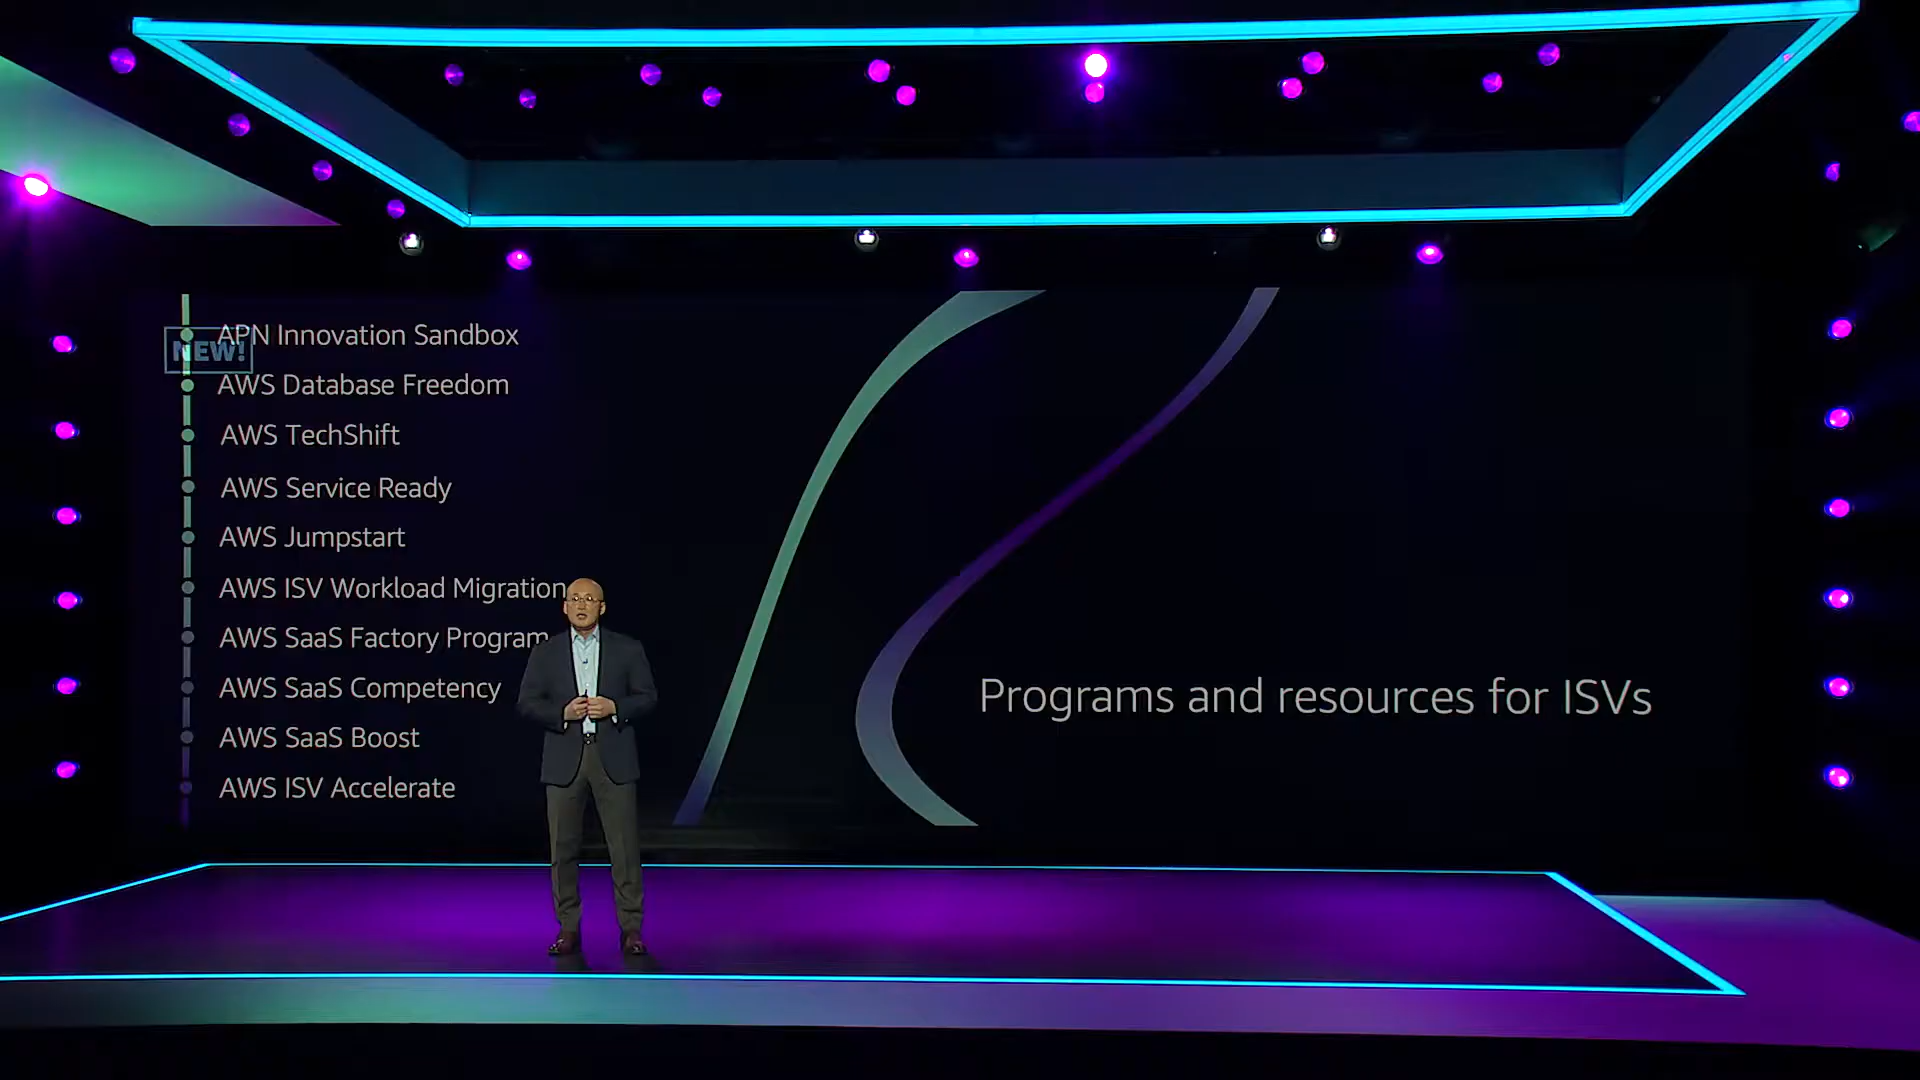 APN Innovation Sandbox
NEW!
AWS Database Freedom
AWS TechShift
AWS Service Ready
AWS Jumpstart
AWS ISV Workload Migration
AWS SaaS Factory Program
AWS SaaS Competency
AWS SaaS Boost
AWS ISV Accelerate
Programs and resources for ISVs